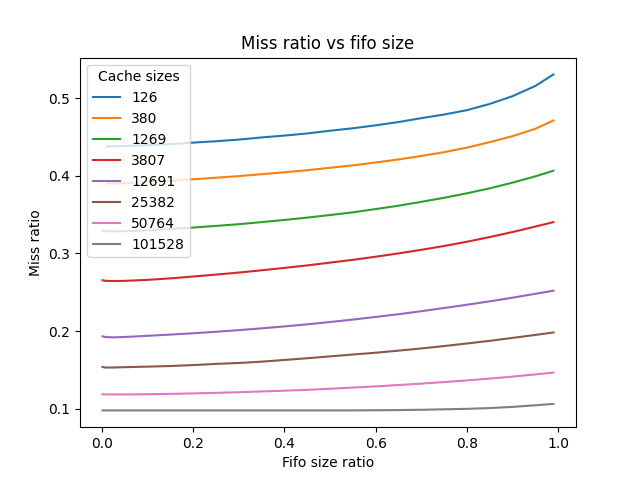 Miss ratio vs fifo size
Cache sizes
126
380
1269
3807
12691
25382
50764
101528
0.5
0.4
0.3
0.2
0.1
Miss ratio
0.0 0.2 0.4 0.6 0.8 1.0
Fifo size ratio